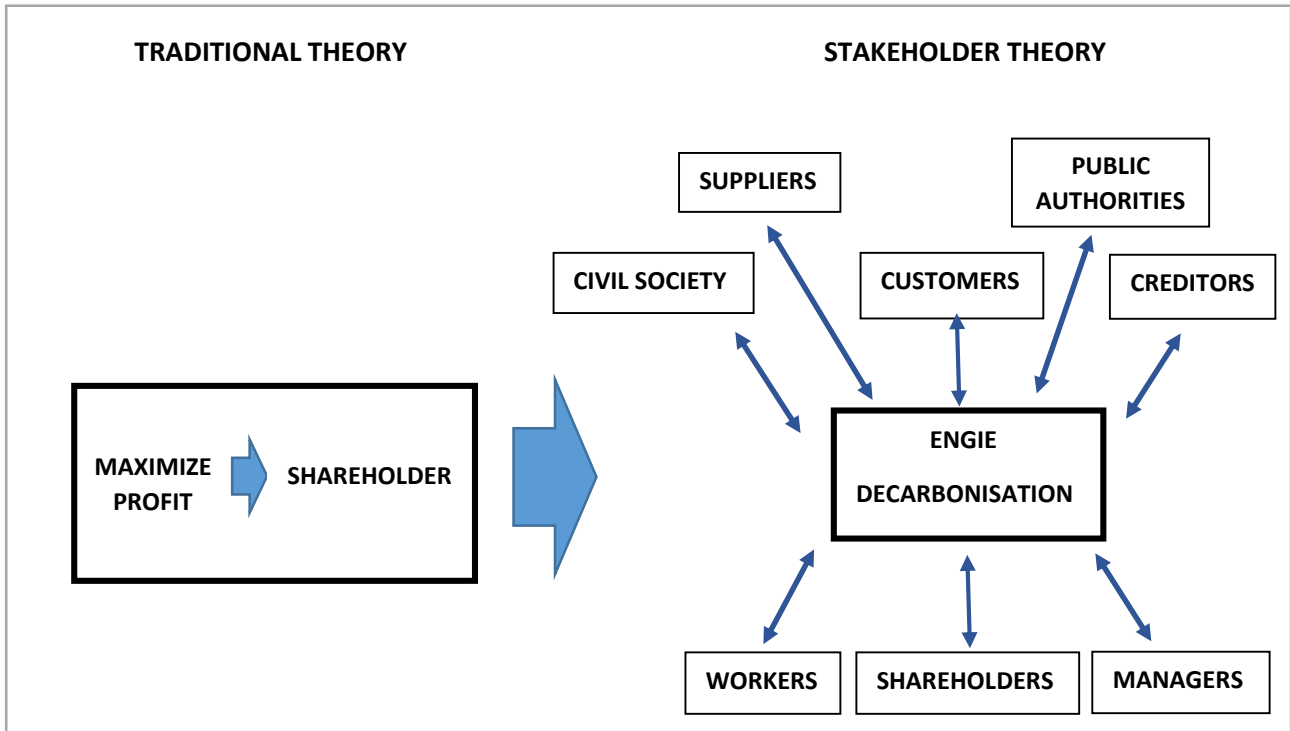 TRADITIONAL THEORY
STAKEHOLDER THEORY
SUPPLIERS
PUBLIC
AUTHORITIES
CIVIL SOCIETY
CUSTOMERS
CREDITORS
MAXIMIZE
PROFIT
SHAREHOLDER
ENGIE
DECARBONISATION
WORKERS
SHAREHOLDERS
MANAGERS